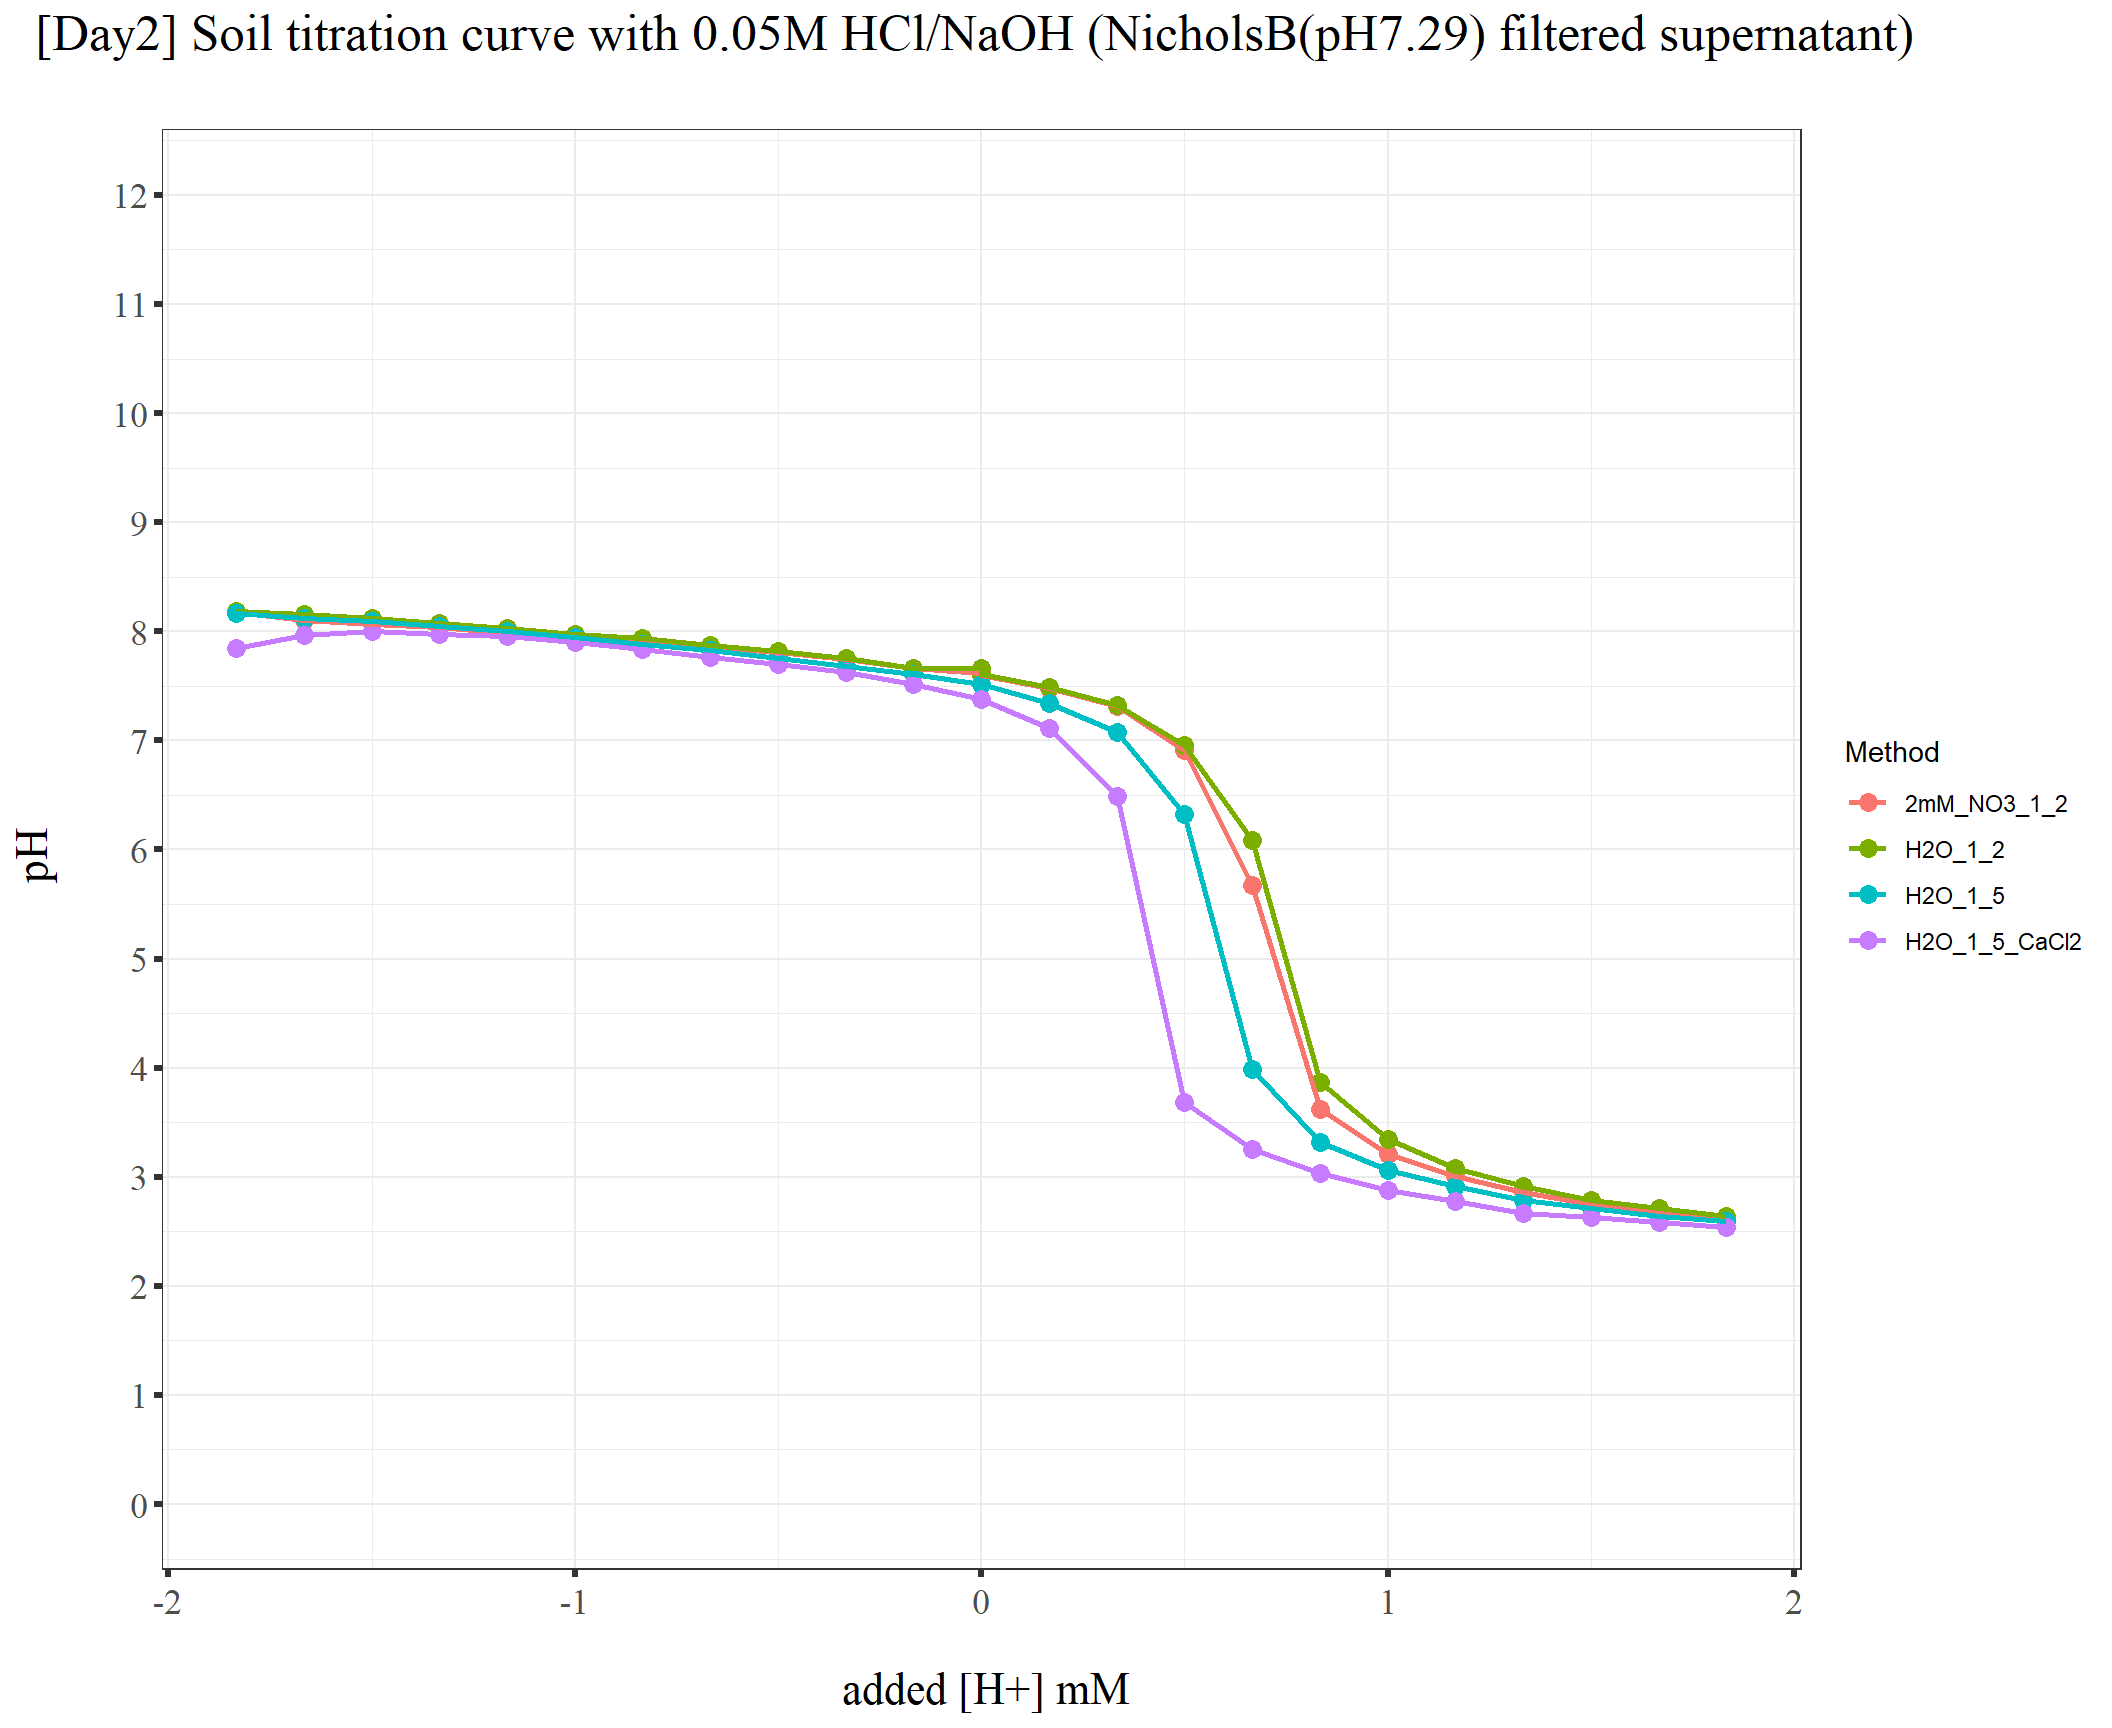 [Day2] Soil titration curve with 0.05M HCl/NaOH (NicholsB(pH7.29) filtered supernatant)
12
11
10
9
8
7
6
5
4
3
2
1
0
pH
-2 -1 0 1 2
added [H+] mM
Method
2mM_NO3_1_2
H2O_1_2
H2O_1_5
H2O_1_5_CaCl2